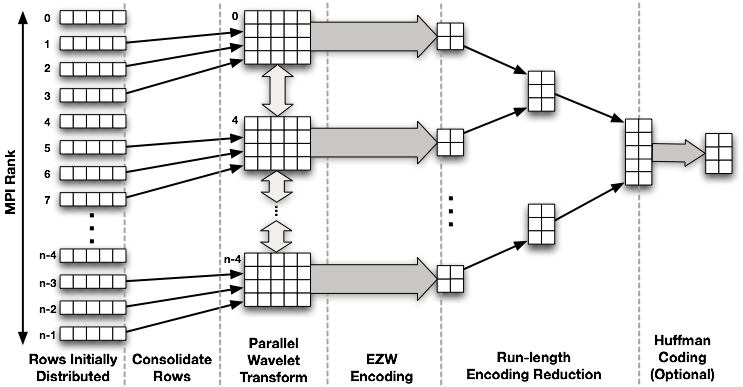 MPI Rank
0
1
2
3
4
5
6
7
n-4
n-3
n-2
n-1
0
4
n-4
Rows Initially
Distributed
Consolidate
Rows
Parallel
Wavelet
Transform
EZW
Encoding
Run-length
Encoding Reduction
Huffman
Coding
(Optional)